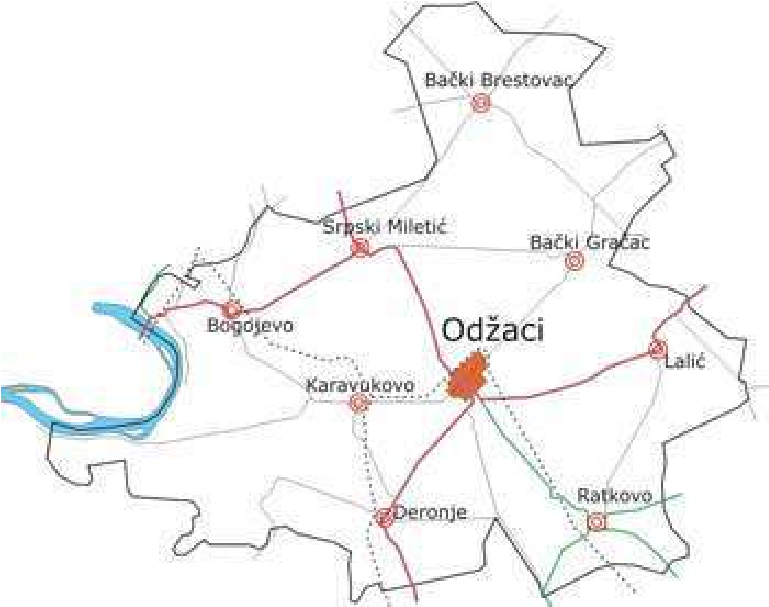 Bački Brestovac
Srpski Miletić
Bački Gračac
Bogojevo
Odžaci
Lalić
Karavukovo
Ratkovo
Deronje